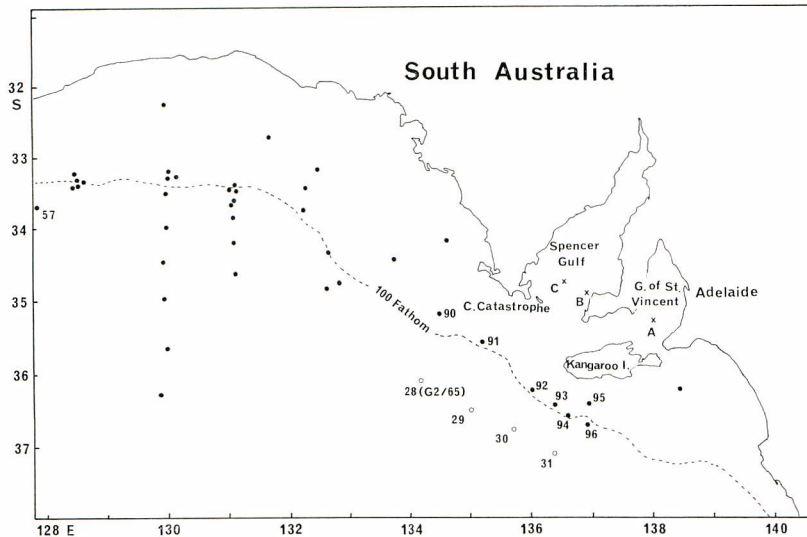 South Australia
32
S
33
34
35
36
37
57
Spencer
Gulf
C
B
G. of St.
Vincent
A
Adelaide
C. Catastrophe
100 Fathom
90
91
Kangaroo I.
28 (G2/65)
92
93
95
29
94
30
96
31
128 E
130
132
134
136
138
140